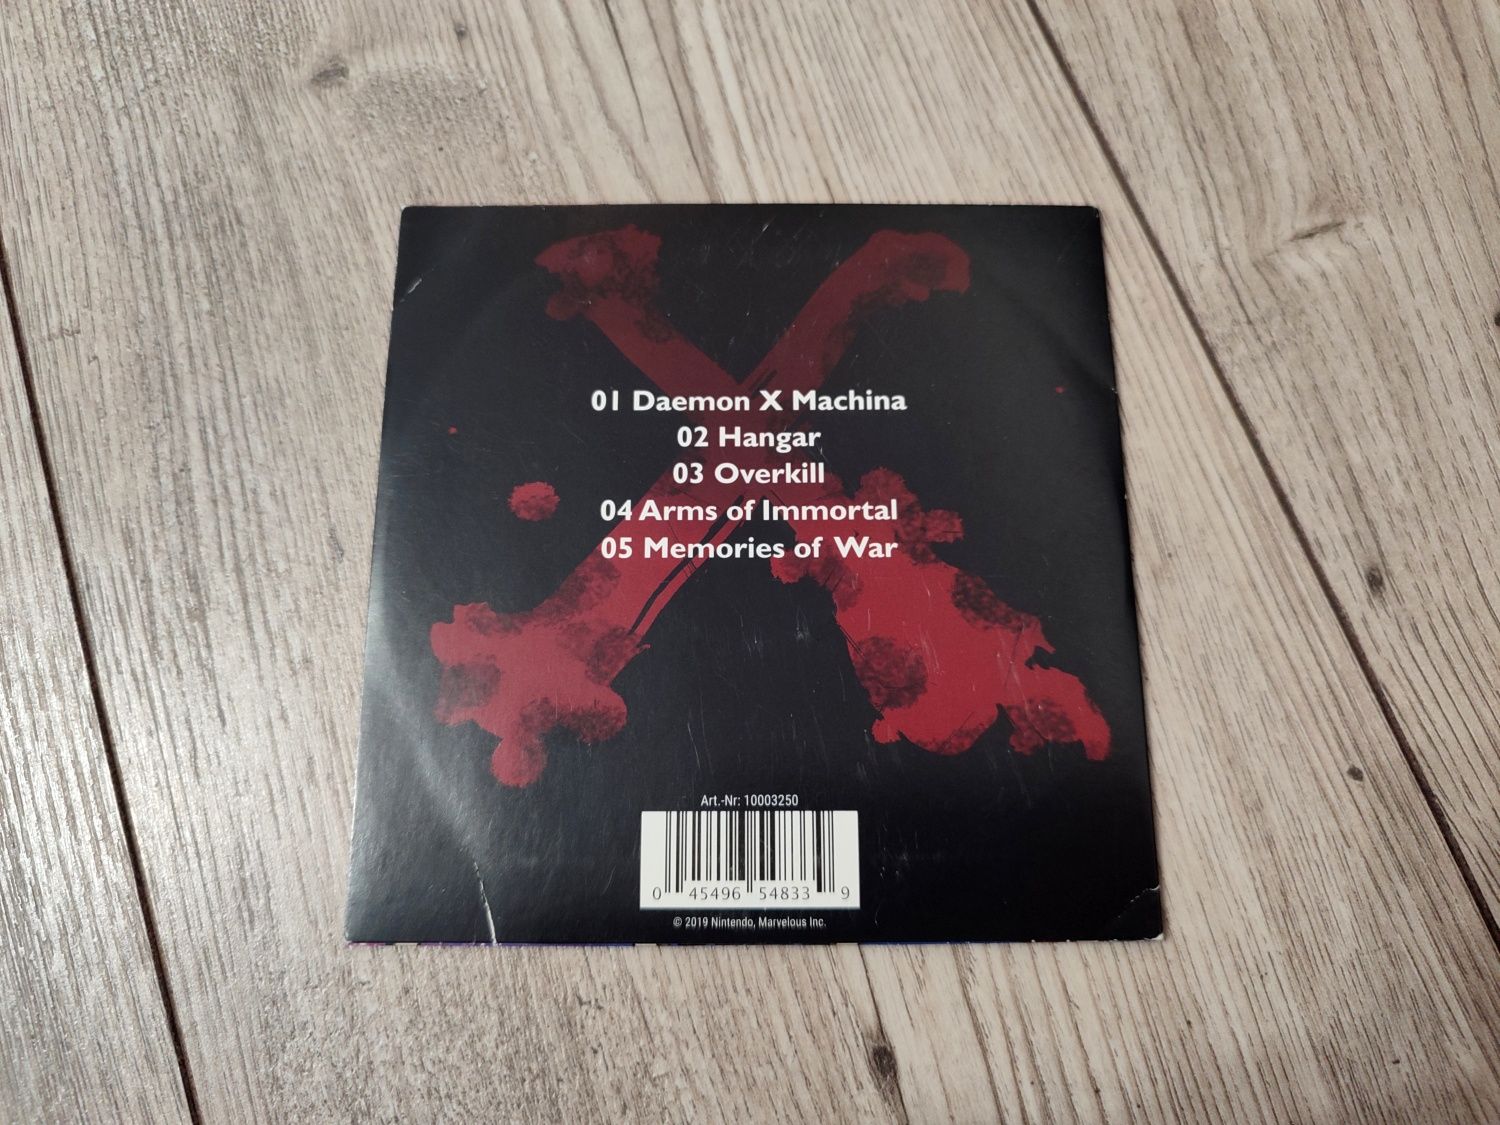 01 Daemon X Machina
02 Hangar
03 Overkill
04 Arms of Immortal
05 Memories of War
Art.-Nr: 10003250
0 45496 54833 9
© 2019 Nintendo, Marvelous Inc.